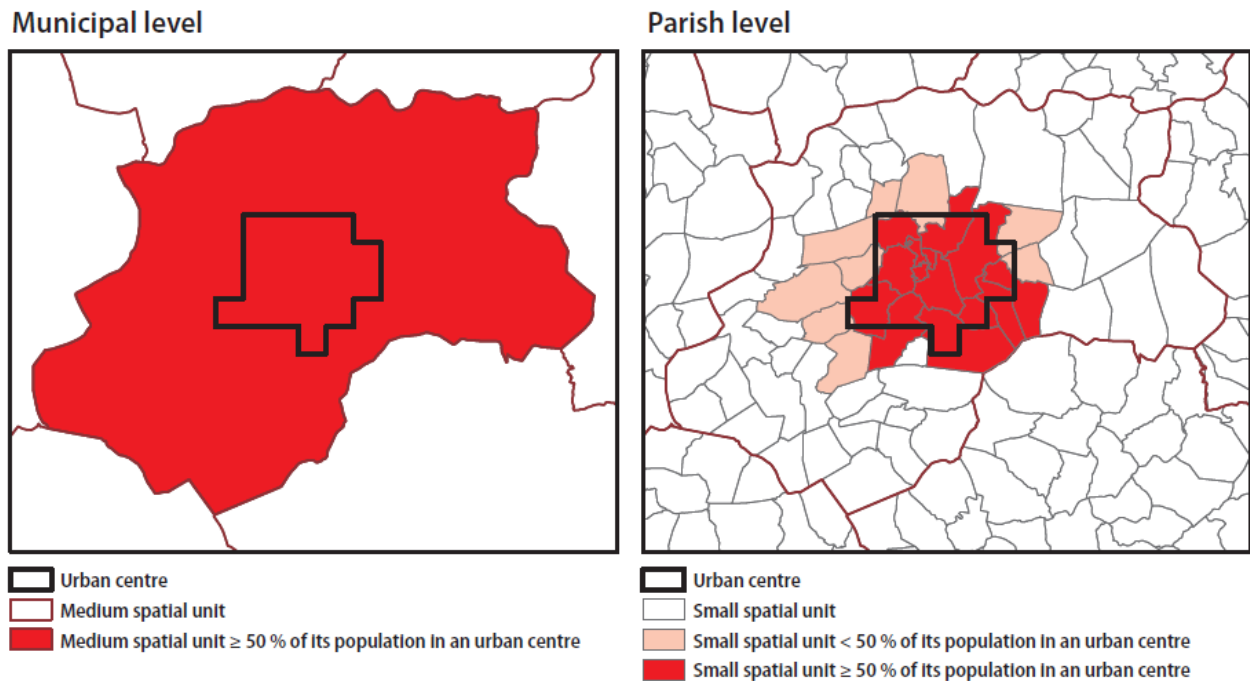 Municipal level
Parish level
Urban centre
Medium spatial unit
Medium spatial unit ≥ 50 % of its population in an urban centre
Urban centre
Small spatial unit
Small spatial unit < 50 % of its population in an urban centre
Small spatial unit ≥ 50 % of its population in an urban centre